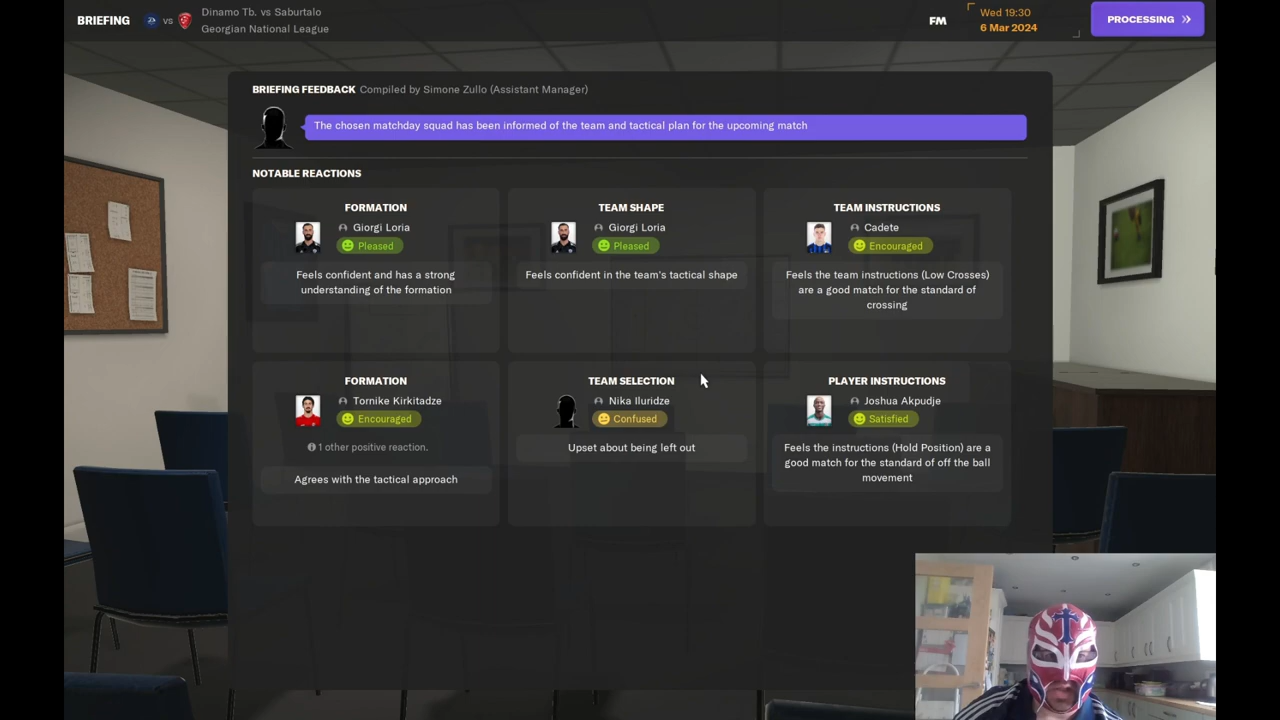 BRIEFING
vs
Dinamo Tb. vs Saburtalo
Georgian National League
FM
Wed 19:30
6 Mar 2024
PROCESSING
BRIEFING FEEDBACK Compiled by Simone Zullo (Assistant Manager)
The chosen matchday squad has been informed of the team and tactical plan for the upcoming match
NOTABLE REACTIONS
FORMATION
Giorgi Loria
Pleased
Feels confident and has a strong
understanding of the formation
TEAM SHAPE
Giorgi Loria
Pleased
Feels confident in the team's tactical shape
TEAM INSTRUCTIONS
Cadete
Encouraged
Feels the team instructions (Low Crosses)
are a good match for the standard of
crossing
FORMATION
Tornike Kirkitadze
Encouraged
1 other positive reaction.
Agrees with the tactical approach
TEAM SELECTION
Nika Iluridze
Confused
Upset about being left out
PLAYER INSTRUCTIONS
Joshua Akpudje
Satisfied
Feels the instructions (Hold Position) are a
good match for the standard of off the ball
movement